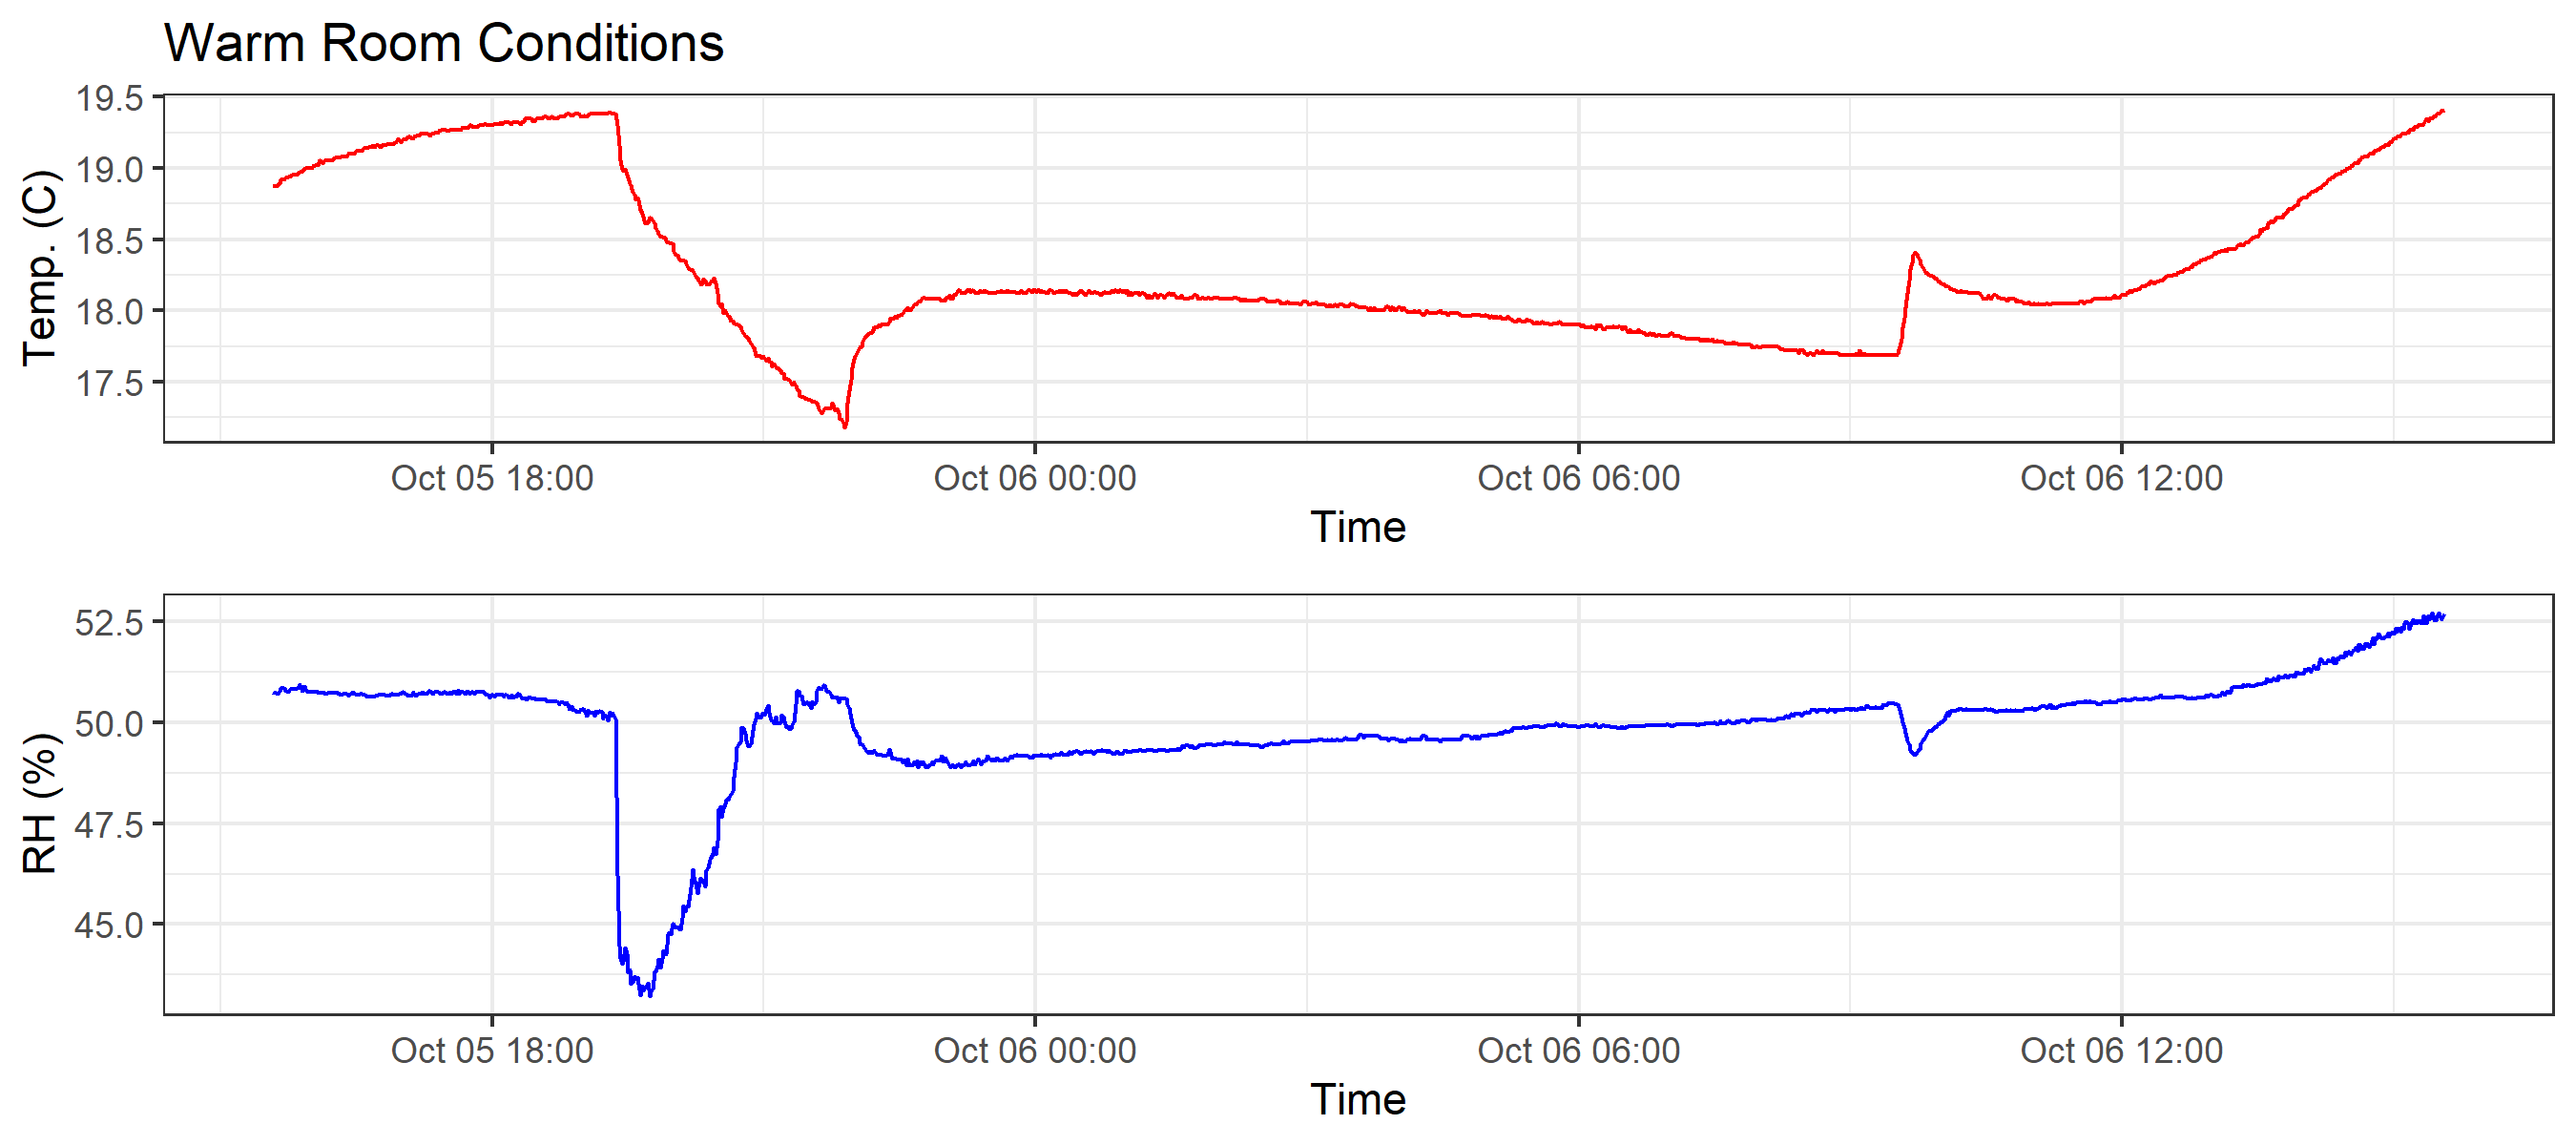 Warm Room Conditions
19.5
19.0
18.5
18.0
17.5
Temp. (C)
Oct 05 18:00 Oct 06 00:00 Oct 06 06:00 Oct 06 12:00
Time
52.5
50.0
47.5
45.0
RH (%)
Oct 05 18:00 Oct 06 00:00 Oct 06 06:00 Oct 06 12:00
Time